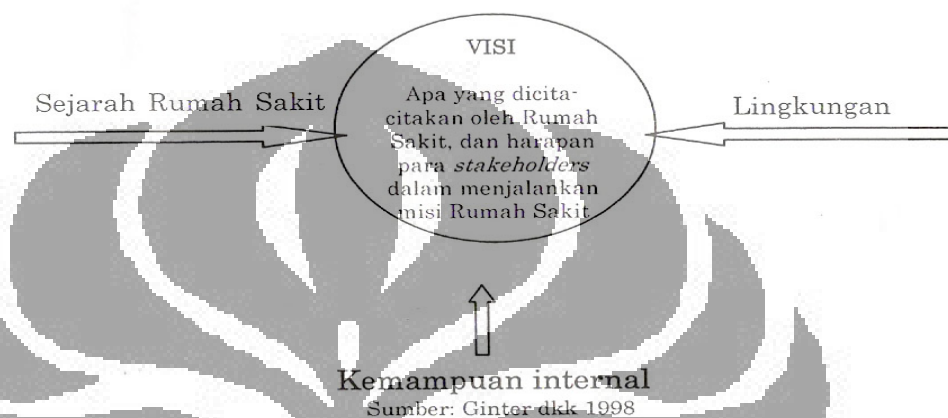 VISI
Apa yang dicita-
citakan oleh Rumah
Sakit, dan harapan
para stakeholders
dalam menjalankan
misi Rumah Sakit
Sejarah Rumah Sakit
Lingkungan
Kemampuan internal
Sumber: Ginter dkk 1998